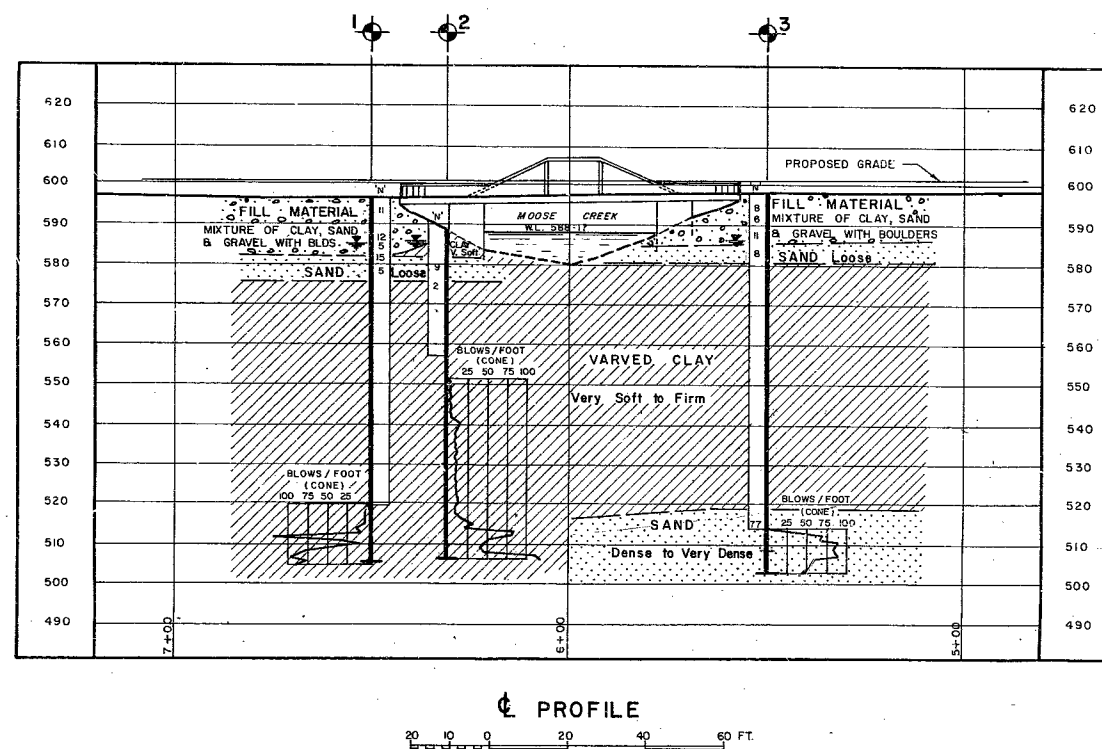 1
2
3
620
610
600
590
580
570
560
550
540
530
520
510
500
490
620
610
600
590
580
570
560
550
540
530
520
510
500
490
PROPOSED GRADE
'N'
'N'
'N'
FILL MATERIAL
MIXTURE OF CLAY, SAND
& GRAVEL WITH BLDS.
SAND Loose
11
12
5
15
5
CLAY
V. Soft
9
2
MOOSE CREEK
W.L. 588.17
8
6
11
8
FILL MATERIAL
MIXTURE OF CLAY, SAND
& GRAVEL WITH BOULDERS
SAND Loose
BLOWS/FOOT
(CONE)
25 50 75 100
VARVED CLAY
Very Soft to Firm
BLOWS/FOOT
(CONE)
100 75 50 25
SAND
Dense to Very Dense
77
BLOWS/FOOT
(CONE)
25 50 75 100
7+00
6+00
5+00
℄ PROFILE
20 10 0 20 40 60 FT.